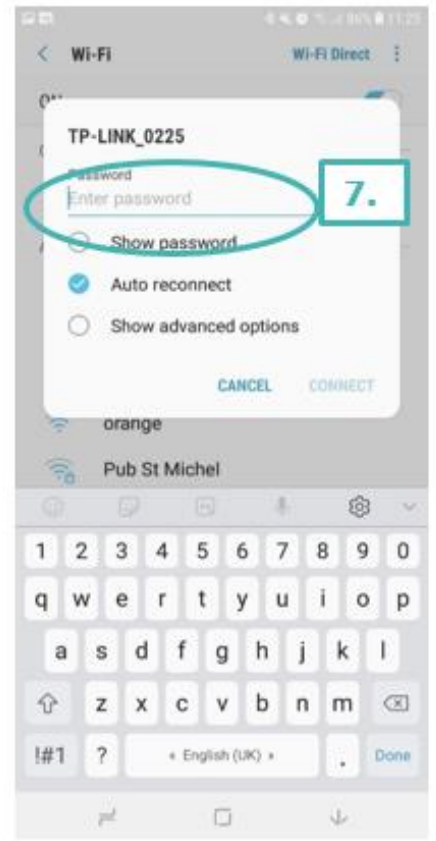 Wi-Fi Wi-Fi Direct
TP-LINK_0225
Password
Enter password
7.
Show password
Auto reconnect
Show advanced options
CANCEL CONNECT
orange
Pub St Michel
1 2 3 4 5 6 7 8 9 0
q w e r t y u i o p
a s d f g h j k l
z x c v b n m
!#1 ? English (UK) . Done